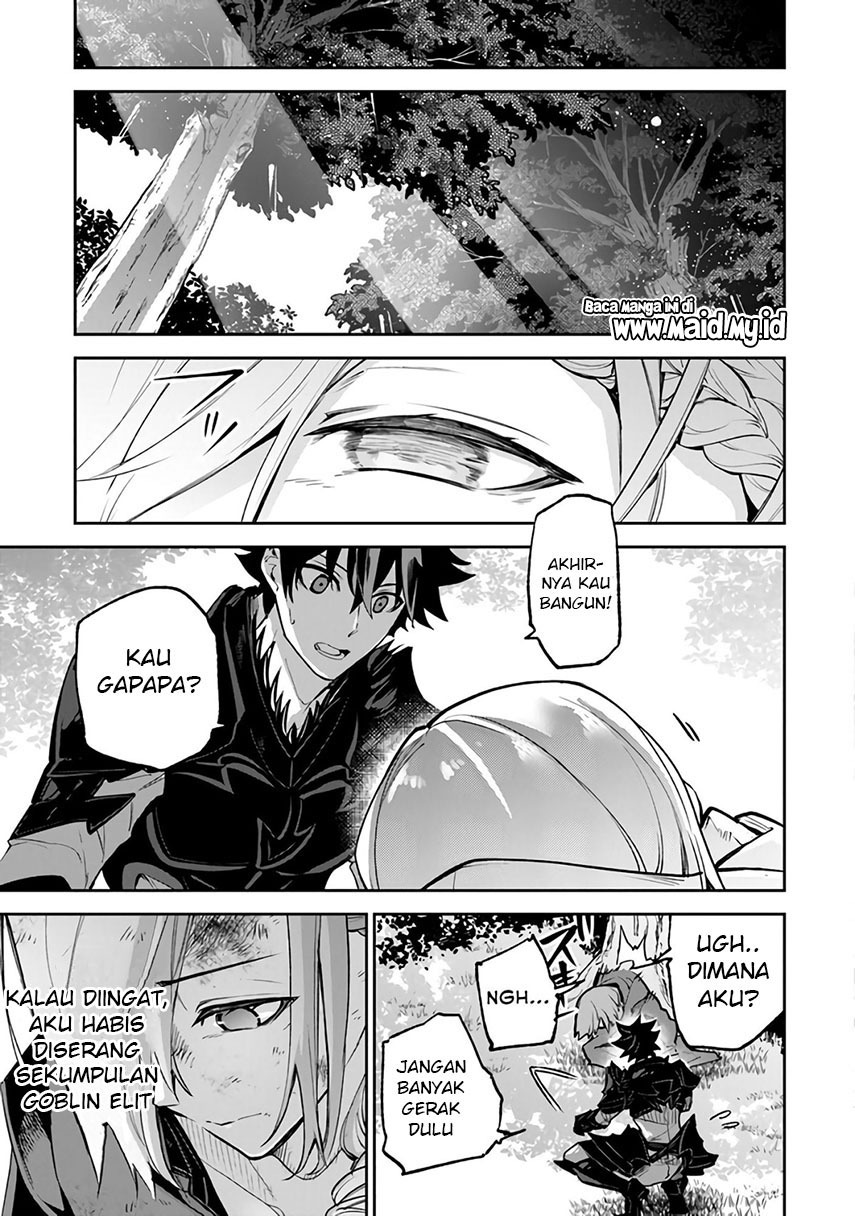 Baca manga ini di
www.Maid.my.id
AKHIR-
NYA KAU
BANGUN!
KAU
GAPAPA?
UGH..
DIMANA
AKU?
NGH...
JANGAN
BANYAK
GERAK
DULU
KALAU DIINGAT,
AKU HABIS
DISERANG
SEKUMPULAN
GOBLIN ELIT